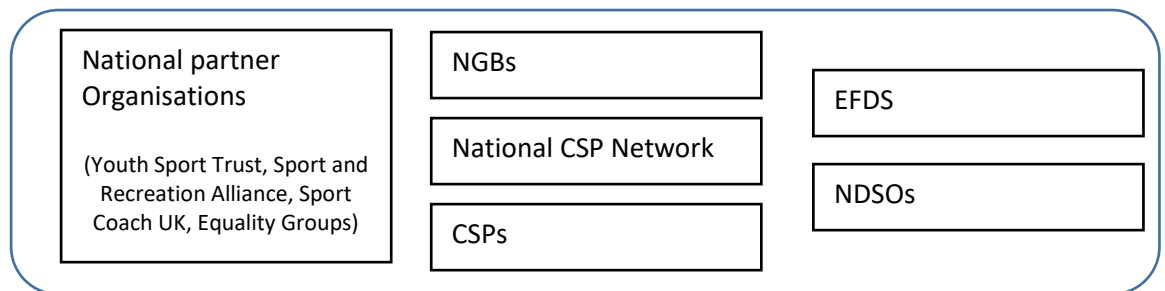 National partner
Organisations
(Youth Sport Trust, Sport and
Recreation Alliance, Sport
Coach UK, Equality Groups)
NGBs
National CSP Network
CSPs
EFDS
NDSOs